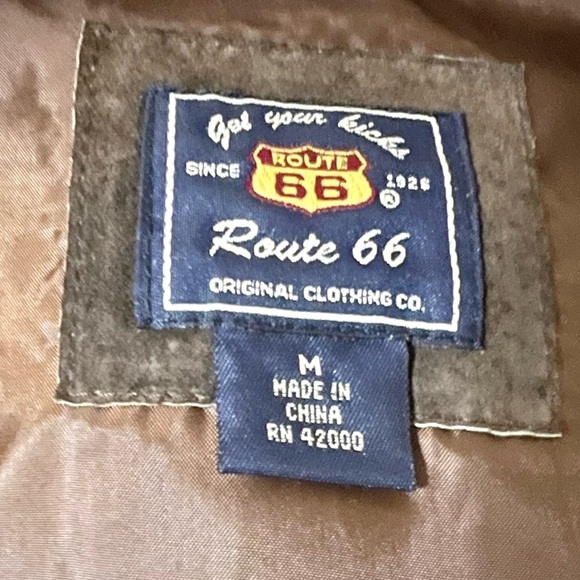 Get your kicks
SINCE ROUTE 66 1926 ®
Route 66
ORIGINAL CLOTHING CO.
M
MADE IN
CHINA
RN 42000